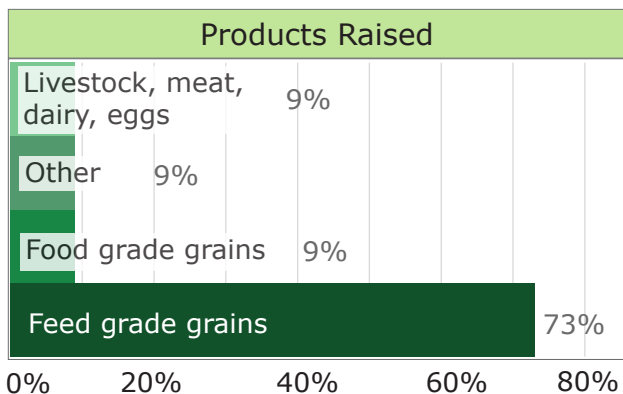 Products Raised
Livestock, meat,
dairy, eggs
9%
Other 9%
Food grade grains 9%
Feed grade grains 73%
0% 20% 40% 60% 80%